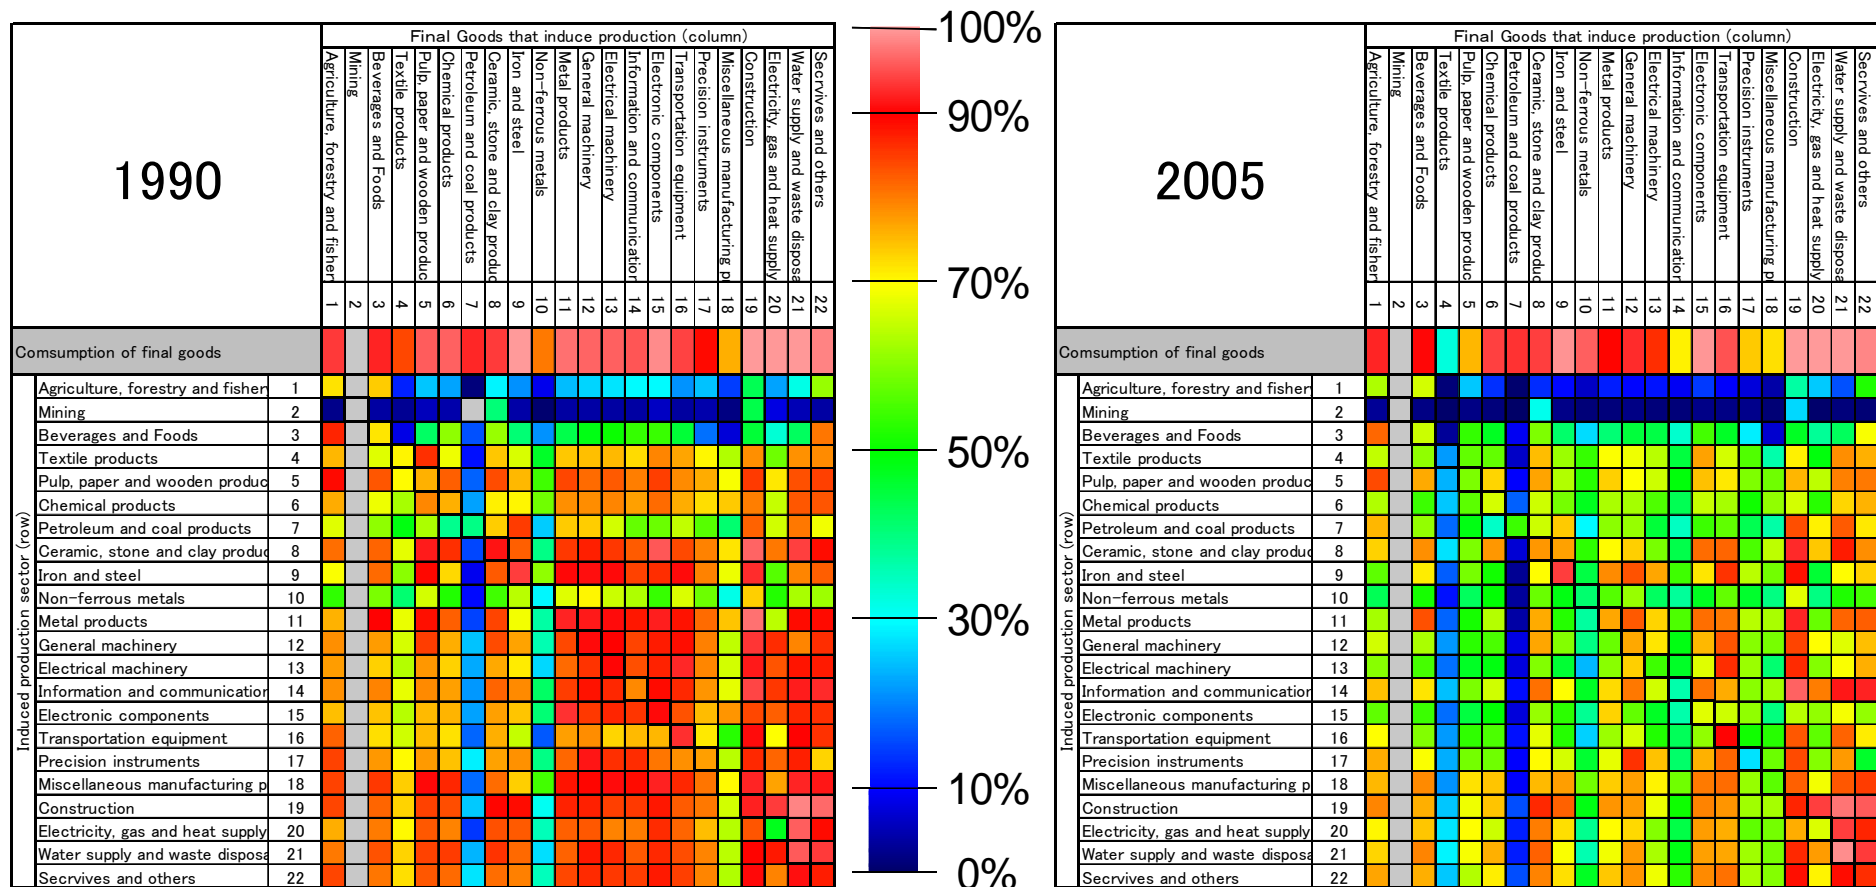 Final Goods that induce production (column)
1990
Agriculture, forestry and fisher
Mining
Beverages and Foods
Textile products
Pulp, paper and wooden produc
Chemical products
Petroleum and coal products
Ceramic, stone and clay produc
Iron and steel
Non-ferrous metals
Metal products
General machinery
Electrical machinery
Information and communication
Electronic components
Transportation equipment
Precision instruments
Miscellaneous manufacturing p
Construction
Electricity, gas and heat supply
Water supply and waste disposa
Secrvives and others
1 2 3 4 5 6 7 8 9 10 11 12 13 14 15 16 17 18 19 20 21 22
Comsumption of final goods
Induced production sector (row)
Agriculture, forestry and fisher 1
Mining 2
Beverages and Foods 3
Textile products 4
Pulp, paper and wooden produc 5
Chemical products 6
Petroleum and coal products 7
Ceramic, stone and clay produc 8
Iron and steel 9
Non-ferrous metals 10
Metal products 11
General machinery 12
Electrical machinery 13
Information and communication 14
Electronic components 15
Transportation equipment 16
Precision instruments 17
Miscellaneous manufacturing p 18
Construction 19
Electricity, gas and heat supply 20
Water supply and waste disposa 21
Secrvives and others 22
100%
90%
70%
50%
30%
10%
0%
Final Goods that induce production (column)
2005
Agriculture, forestry and fisher
Mining
Beverages and Foods
Textile products
Pulp, paper and wooden produc
Chemical products
Petroleum and coal products
Ceramic, stone and clay produc
Iron and steel
Non-ferrous metals
Metal products
General machinery
Electrical machinery
Information and communication
Electronic components
Transportation equipment
Precision instruments
Miscellaneous manufacturing p
Construction
Electricity, gas and heat supply
Water supply and waste disposa
Secrvives and others
1 2 3 4 5 6 7 8 9 10 11 12 13 14 15 16 17 18 19 20 21 22
Comsumption of final goods
Induced production sector (row)
Agriculture, forestry and fisher 1
Mining 2
Beverages and Foods 3
Textile products 4
Pulp, paper and wooden produc 5
Chemical products 6
Petroleum and coal products 7
Ceramic, stone and clay produc 8
Iron and steel 9
Non-ferrous metals 10
Metal products 11
General machinery 12
Electrical machinery 13
Information and communication 14
Electronic components 15
Transportation equipment 16
Precision instruments 17
Miscellaneous manufacturing p 18
Construction 19
Electricity, gas and heat supply 20
Water supply and waste disposa 21
Secrvives and others 22